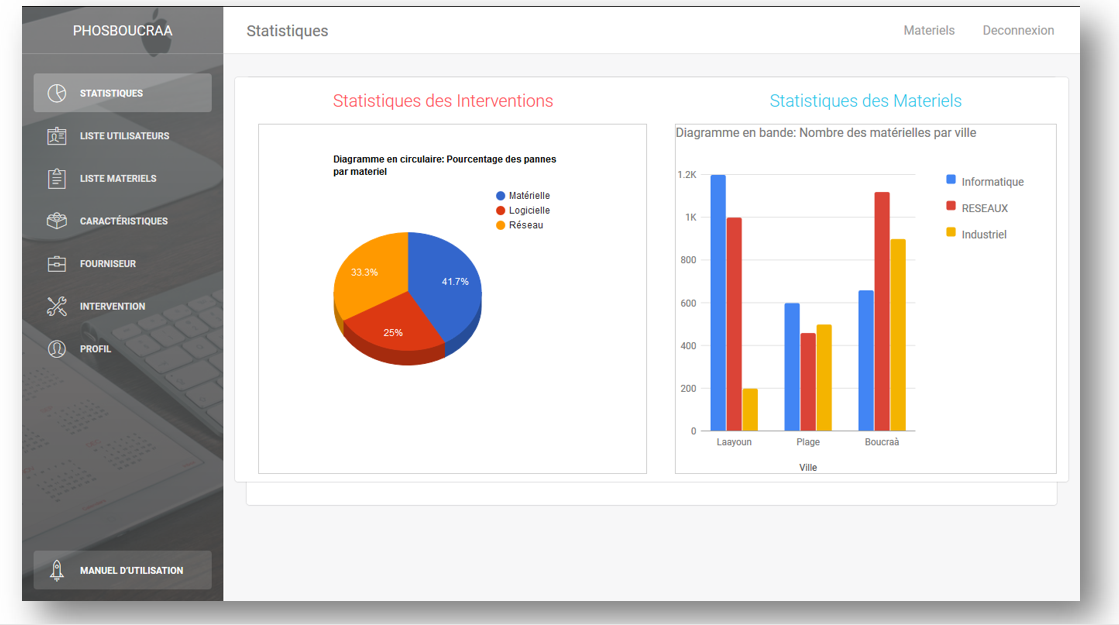 PHOSBOUCRAA
Statistiques
Materiels
Deconnexion
STATISTIQUES
LISTE UTILISATEURS
LISTE MATERIELS
CARACTÉRISTIQUES
FOURNISEUR
INTERVENTION
PROFIL
MANUEL D'UTILISATION
Statistiques des Interventions
Diagramme en circulaire: Pourcentage des pannes
par materiel
Matérielle
Logicielle
Réseau
33.3%
41.7%
25%
Statistiques des Materiels
Diagramme en bande: Nombre des matérielles par ville
1.2K
1K
800
600
400
200
0
Laayoun
Plage
Boucraà
Ville
Informatique
RESEAUX
Industriel